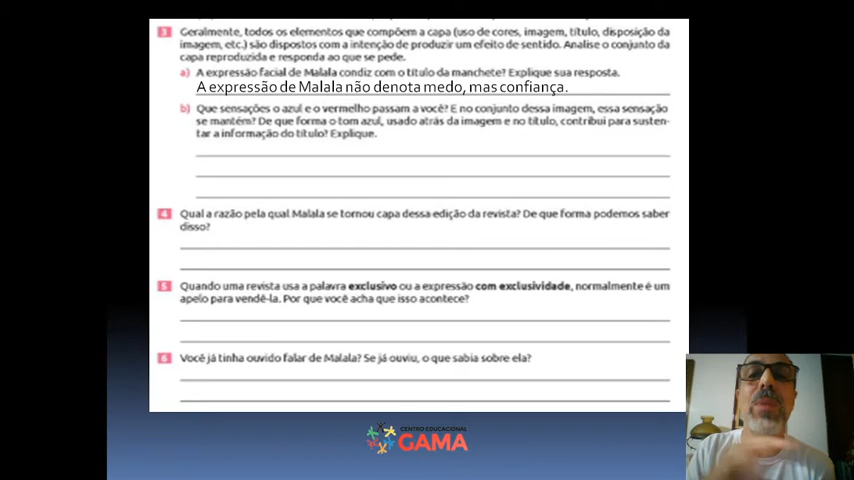 3 Geralmente, todos os elementos que compõem a capa (uso de cores, imagem, título, disposição da
imagem, etc.) são dispostos com a intenção de produzir um efeito de sentido. Analise o conjunto da
capa reproduzida e responda ao que se pede.
a) A expressão facial de Malala condiz com o título da manchete? Explique sua resposta.
A expressão de Malala não denota medo, mas confiança.
b) Que sensações o azul e o vermelho passam a você? E no conjunto dessa imagem, essa sensação
se mantém? De que forma o tom azul, usado atrás da imagem e no título, contribui para susten-
tar a informação do título? Explique.
4 Qual a razão pela qual Malala se tornou capa dessa edição da revista? De que forma podemos saber
disso?
5 Quando uma revista usa a palavra exclusivo ou a expressão com exclusividade, normalmente é um
apelo para vendê-la. Por que você acha que isso acontece?
6 Você já tinha ouvido falar de Malala? Se já ouviu, o que sabia sobre ela?
CENTRO EDUCACIONAL
GAMA